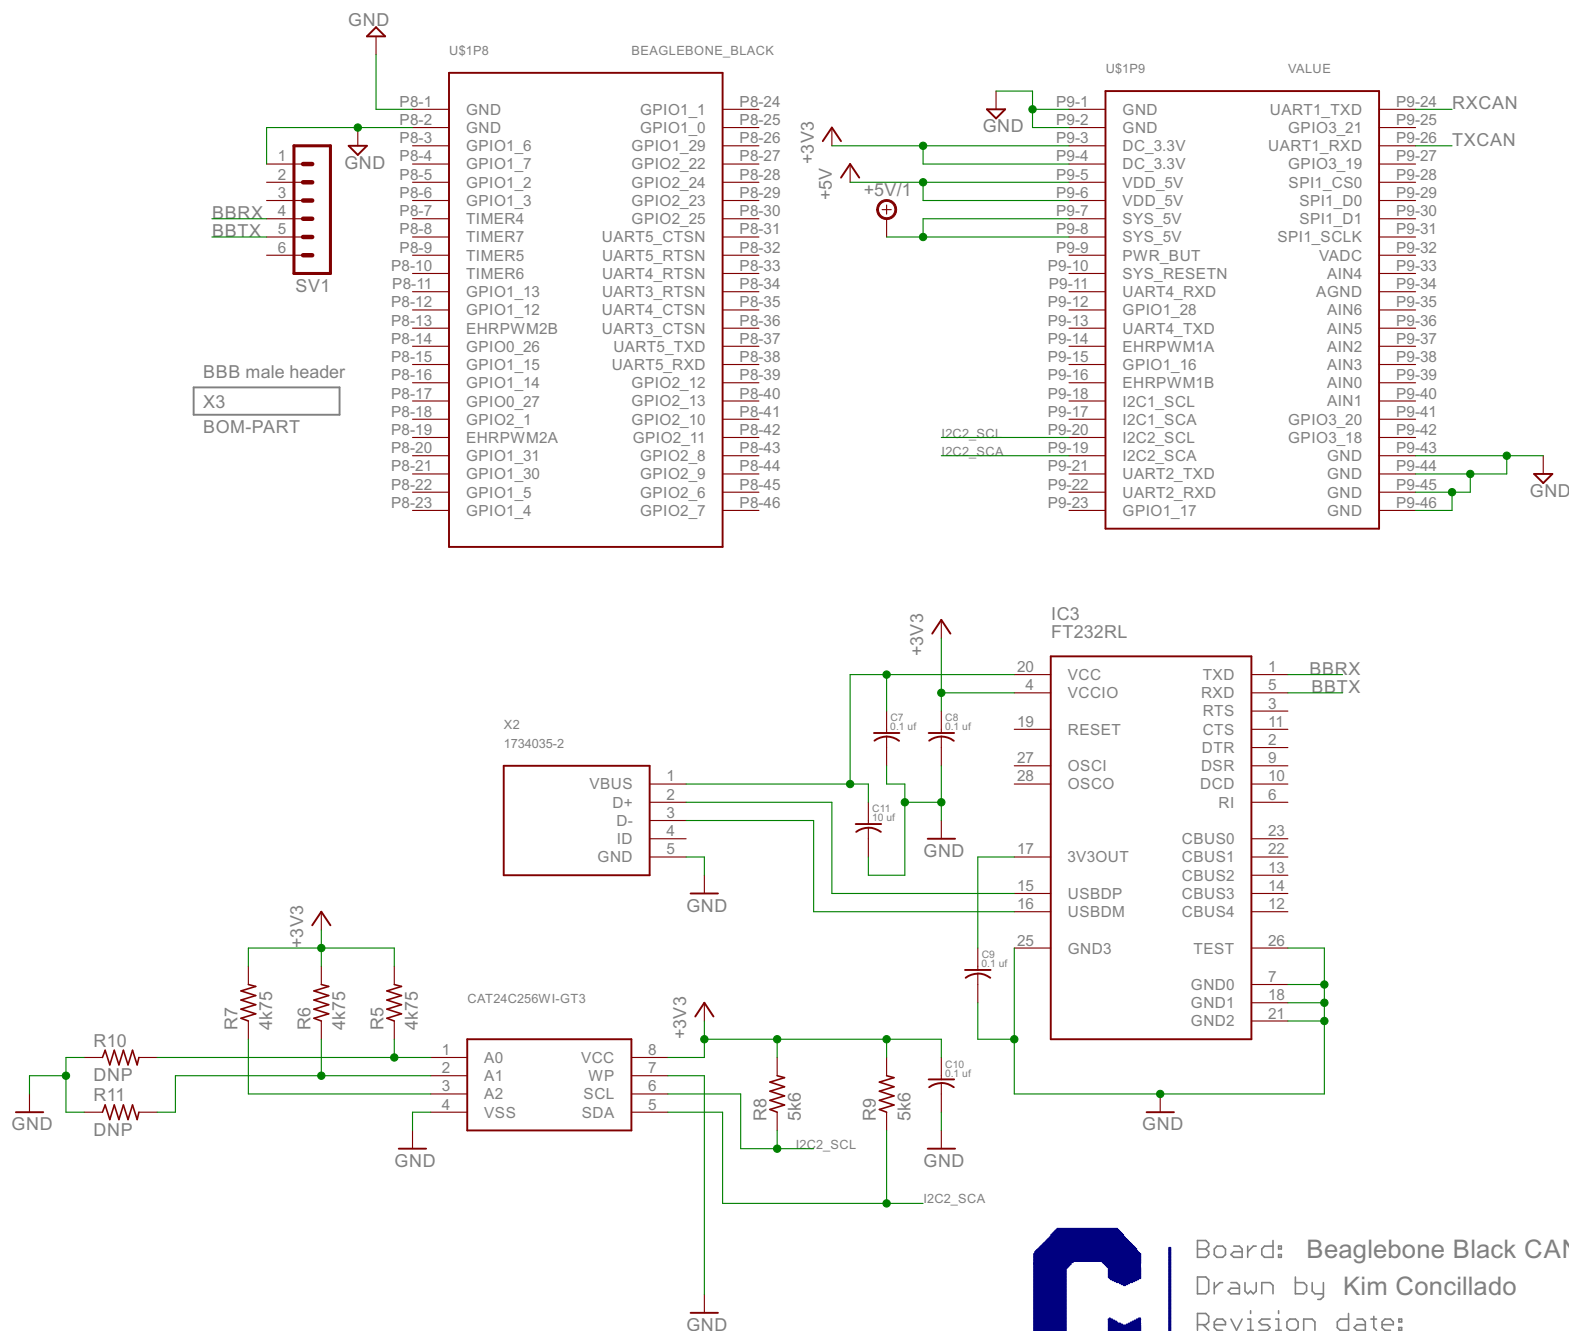 GND
U$1P8 BEAGLEBONE_BLACK
P8-1 GND GPIO1_1 P8-24
P8-2 GND GPIO1_0 P8-25
P8-3 GPIO1_6 GPIO1_29 P8-26
P8-4 GPIO1_7 GPIO2_22 P8-27
P8-5 GPIO1_2 GPIO2_24 P8-28
P8-6 GPIO1_3 GPIO2_23 P8-29
P8-7 TIMER4 GPIO2_25 P8-30
P8-8 TIMER7 UART5_CTSN P8-31
P8-9 TIMER5 UART5_RTSN P8-32
P8-10 TIMER6 UART4_RTSN P8-33
P8-11 GPIO1_13 UART3_RTSN P8-34
P8-12 GPIO1_12 UART4_CTSN P8-35
P8-13 EHRPWM2B UART3_CTSN P8-36
P8-14 GPIO0_26 UART5_TXD P8-37
P8-15 GPIO1_15 UART5_RXD P8-38
P8-16 GPIO1_14 GPIO2_12 P8-39
P8-17 GPIO0_27 GPIO2_13 P8-40
P8-18 GPIO2_1 GPIO2_10 P8-41
P8-19 EHRPWM2A GPIO2_11 P8-42
P8-20 GPIO1_31 GPIO2_8 P8-43
P8-21 GPIO1_30 GPIO2_9 P8-44
P8-22 GPIO1_5 GPIO2_6 P8-45
P8-23 GPIO1_4 GPIO2_7 P8-46
GND
1
2
3
BBRX 4
BBTX 5
6
SV1
BBB male header
X3
BOM-PART
U$1P9 VALUE
P9-1 GND UART1_TXD P9-24 RXCAN
P9-2 GND GPIO3_21 P9-25
P9-3 DC_3.3V UART1_RXD P9-26 TXCAN
P9-4 DC_3.3V GPIO3_19 P9-27
P9-5 VDD_5V SPI1_CS0 P9-28
P9-6 VDD_5V SPI1_D0 P9-29
P9-7 SYS_5V SPI1_D1 P9-30
P9-8 SYS_5V SPI1_SCLK P9-31
P9-9 PWR_BUT VADC P9-32
P9-10 SYS_RESETN AIN4 P9-33
P9-11 UART4_RXD AGND P9-34
P9-12 GPIO1_28 AIN6 P9-35
P9-13 UART4_TXD AIN5 P9-36
P9-14 EHRPWM1A AIN2 P9-37
P9-15 GPIO1_16 AIN3 P9-38
P9-16 EHRPWM1B AIN0 P9-39
P9-18 I2C1_SCL AIN1 P9-40
P9-17 I2C1_SCA GPIO3_20 P9-41
I2C2_SCL P9-20 I2C2_SCL GPIO3_18 P9-42
I2C2_SCA P9-19 I2C2_SCA GND P9-43
P9-21 UART2_TXD GND P9-44
P9-22 UART2_RXD GND P9-45
P9-23 GPIO1_17 GND P9-46
GND
+3V3
+5V
+5V/1
GND
IC3
FT232RL
+3V3
20 VCC TXD 1 BBRX
4 VCCIO RXD 5 BBTX
RTS 3
19 RESET CTS 11
DTR 2
27 OSCI DSR 9
28 OSCO DCD 10
RI 6
CBUS0 23
17 3V3OUT CBUS1 22
CBUS2 13
15 USBDP CBUS3 14
16 USBDM CBUS4 12
25 GND3 TEST 26
GND0 7
GND1 18
GND2 21
C7
0.1 uf
C8
0.1 uf
C11
10 uf
GND
C9
0.1 uf
GND
X2
1734035-2
VBUS 1
D+ 2
D- 3
ID 4
GND 5
GND
+3V3
R7 4k75
R6 4k75
R5 4k75
R10
DNP
R11
DNP
GND
CAT24C256WI-GT3
1 A0 VCC 8
2 A1 WP 7
3 A2 SCL 6
4 VSS SDA 5
GND
+3V3
R8 5k6
R9 5k6
C10
0.1 uf
I2C2_SCL
GND
I2C2_SCA
GND
Board: Beaglebone Black CAN
Drawn by Kim Concillado
Revision date: